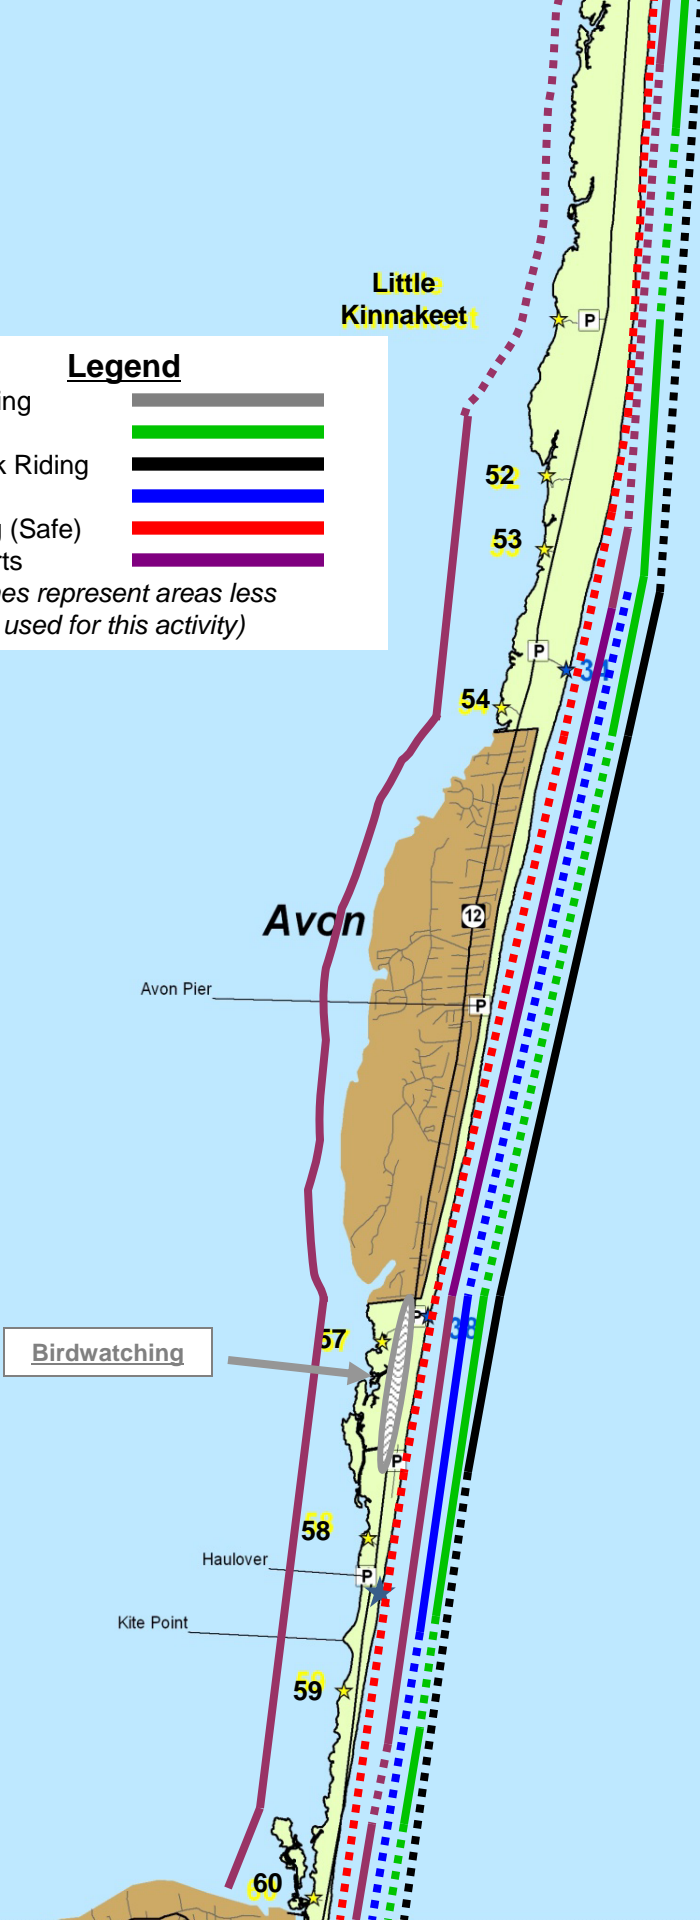 Little
Kinnakeet
P
Legend
ing
k Riding
g (Safe)
rts
nes represent areas less
used for this activity)
52
53
P
34
54
Avon
12
Avon Pier
P
P
38
57
Birdwatching
P
58
Haulover
P
Kite Point
59
60